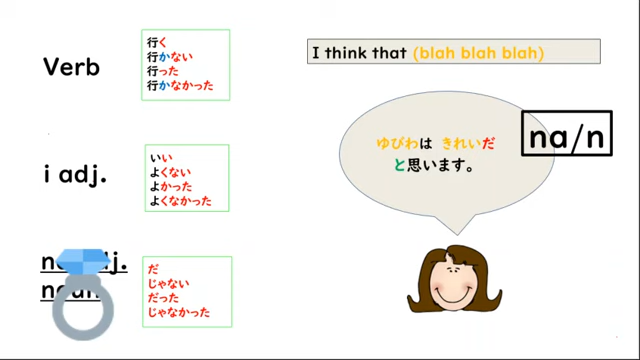 Verb
行く
行かない
行った
行かなかった
i adj.
いい
よくない
よかった
よくなかった
だ
じゃない
だった
じゃなかった
I think that (blah blah blah)
ゆびわは きれいだ
と思います。
na/n